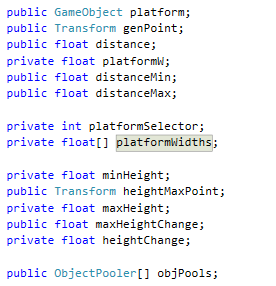 public GameObject platform;
public Transform genPoint;
public float distance;
private float platformW;
public float distanceMin;
public float distanceMax;
private int platformSelector;
private float[] platformWidths;
private float minHeight;
public Transform heightMaxPoint;
private float maxHeight;
public float maxHeightChange;
private float heightChange;
public ObjectPooler[] objPools;